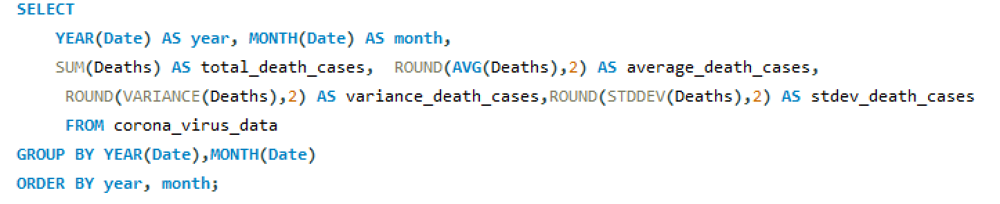 SELECT
YEAR(Date) AS year, MONTH(Date) AS month,
SUM(Deaths) AS total_death_cases, ROUND(AVG(Deaths),2) AS average_death_cases,
ROUND(VARIANCE(Deaths),2) AS variance_death_cases,ROUND(STDDEV(Deaths),2) AS stdev_death_cases
FROM corona_virus_data
GROUP BY YEAR(Date),MONTH(Date)
ORDER BY year, month;